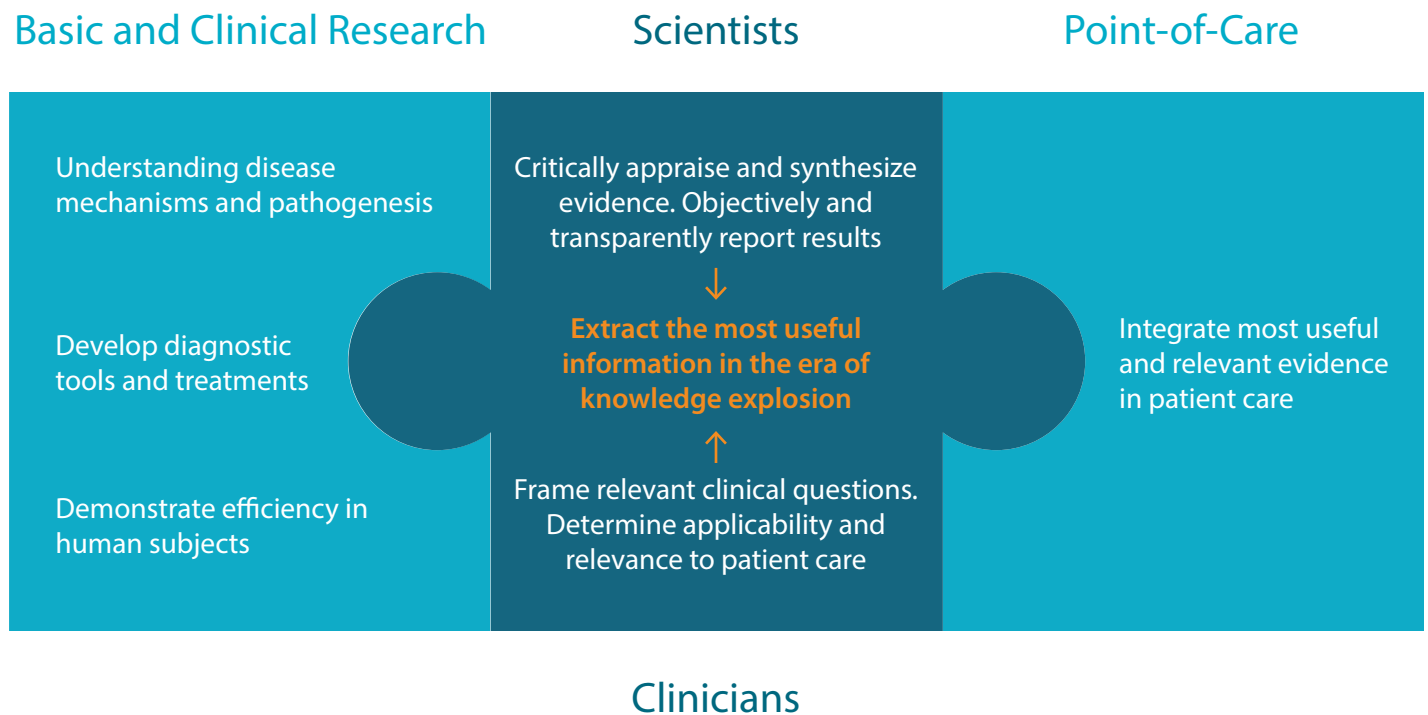 Basic and Clinical Research
Scientists
Point-of-Care
Understanding disease
mechanisms and pathogenesis
Develop diagnostic
tools and treatments
Demonstrate efficiency in
human subjects
Critically appraise and synthesize
evidence. Objectively and
transparently report results
Extract the most useful
information in the era of
knowledge explosion
Frame relevant clinical questions.
Determine applicability and
relevance to patient care
Integrate most useful
and relevant evidence
in patient care
Clinicians